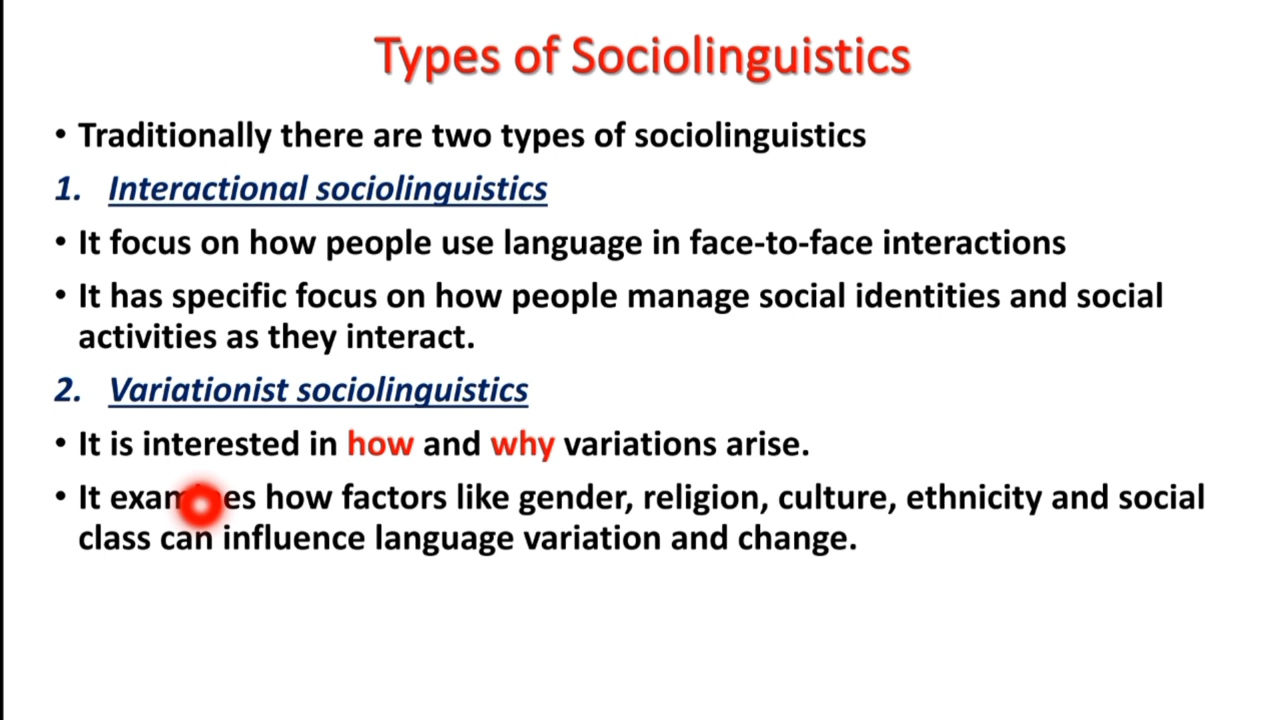 Types of Sociolinguistics
• Traditionally there are two types of sociolinguistics
1. Interactional sociolinguistics
• It focus on how people use language in face-to-face interactions
• It has specific focus on how people manage social identities and social
activities as they interact.
2. Variationist sociolinguistics
• It is interested in how and why variations arise.
• It examines how factors like gender, religion, culture, ethnicity and social
class can influence language variation and change.